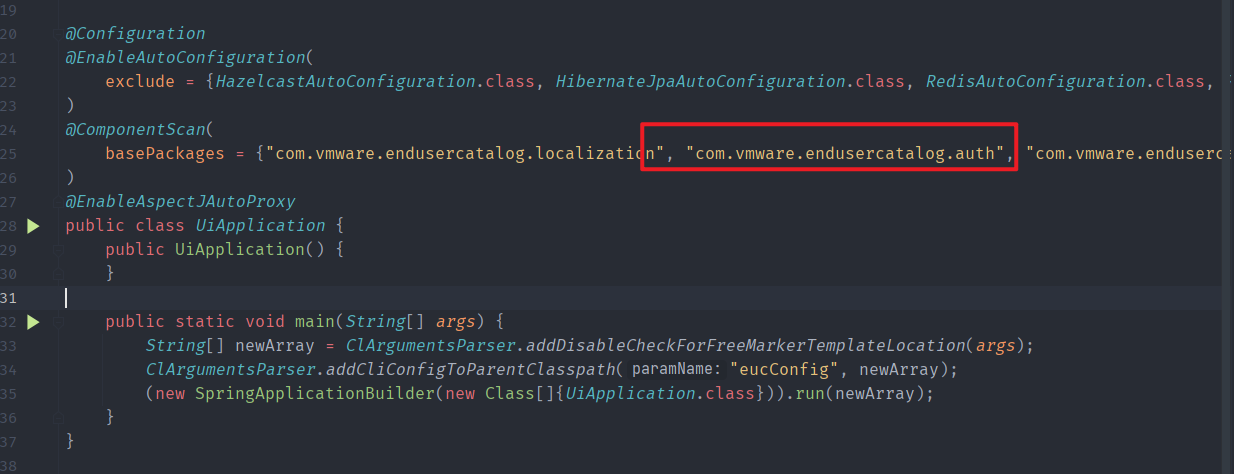 19
20 @Configuration
21 @EnableAutoConfiguration(
22 exclude = {HazelcastAutoConfiguration.class, HibernateJpaAutoConfiguration.class, RedisAutoConfiguration.class,
23 )
24 @ComponentScan(
25 basePackages = {"com.vmware.endusercatalog.localization", "com.vmware.endusercatalog.auth", "com.vmware.enduserc
26 )
27 @EnableAspectJAutoProxy
28 public class UiApplication {
29 public UiApplication() {
30 }
31
32 public static void main(String[] args) {
33 String[] newArray = ClArgumentsParser.addDisableCheckForFreeMarkerTemplateLocation(args);
34 ClArgumentsParser.addCliConfigToParentClasspath( paramName: "eucConfig", newArray);
35 (new SpringApplicationBuilder(new Class[]{UiApplication.class})).run(newArray);
36 }
37 }
38